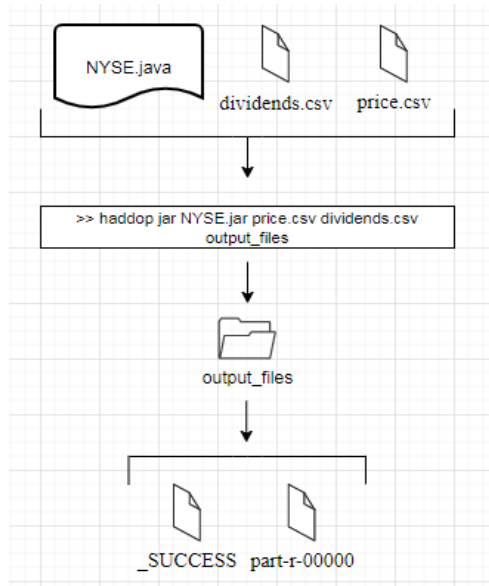 NYSE.java
dividends.csv
price.csv
>> haddop jar NYSE.jar price.csv dividends.csv
output_files
output_files
_SUCCESS
part-r-00000